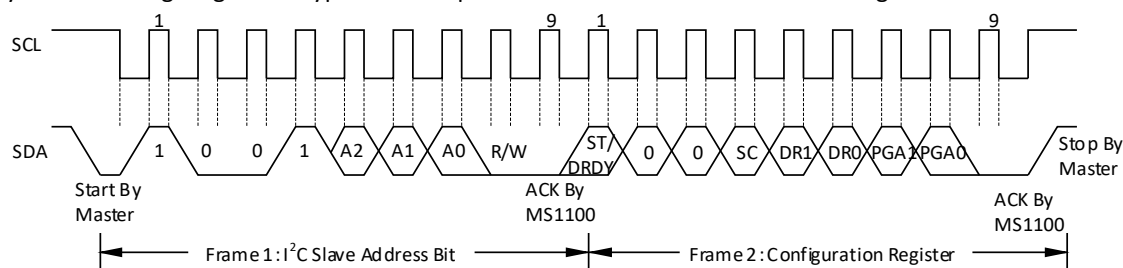 1 9 1 9
SCL
SDA
1 0 0 1 A2 A1 A0 R/W ST/DRDY 0 0 SC DR1 DR0 PGA1 PGA0
Start By Master
ACK By MS1100
ACK By MS1100
Stop By Master
Frame 1: I²C Slave Address Bit
Frame 2: Configuration Register